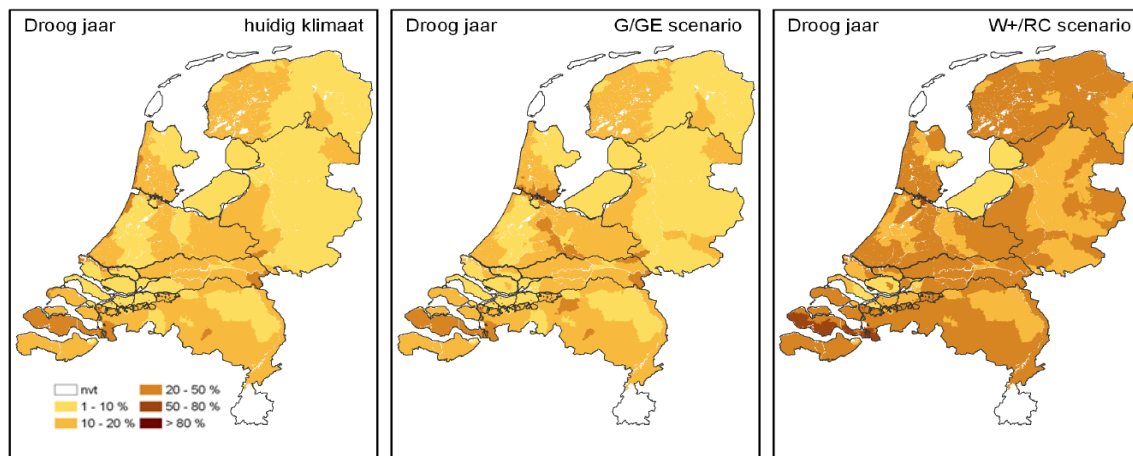 Droog jaar huidig klimaat
Droog jaar G/GE scenario
Droog jaar W+/RC scenario
nvt 20 - 50 %
1 - 10 % 50 - 80 %
10 - 20 % > 80 %